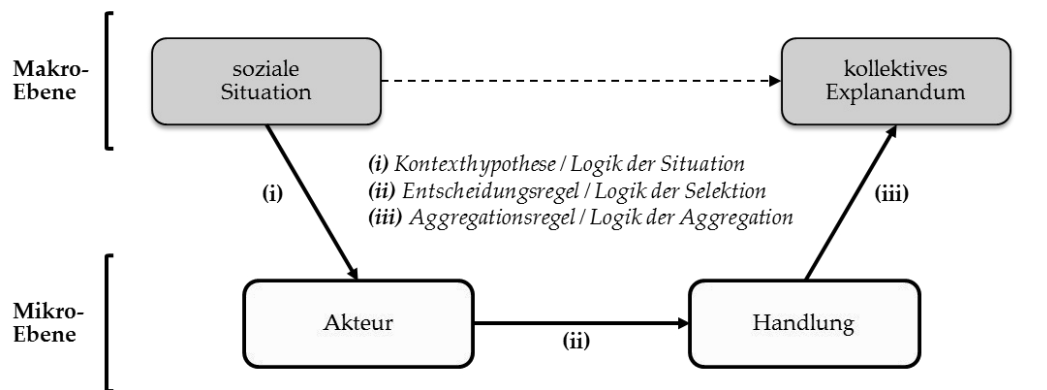 Makro-
Ebene
soziale
Situation
kollektives
Explanandum
(i) Kontexthypothese / Logik der Situation
(ii) Entscheidungsregel / Logik der Selektion
(iii) Aggregationsregel / Logik der Aggregation
(i)
(iii)
Mikro-
Ebene
Akteur
(ii)
Handlung